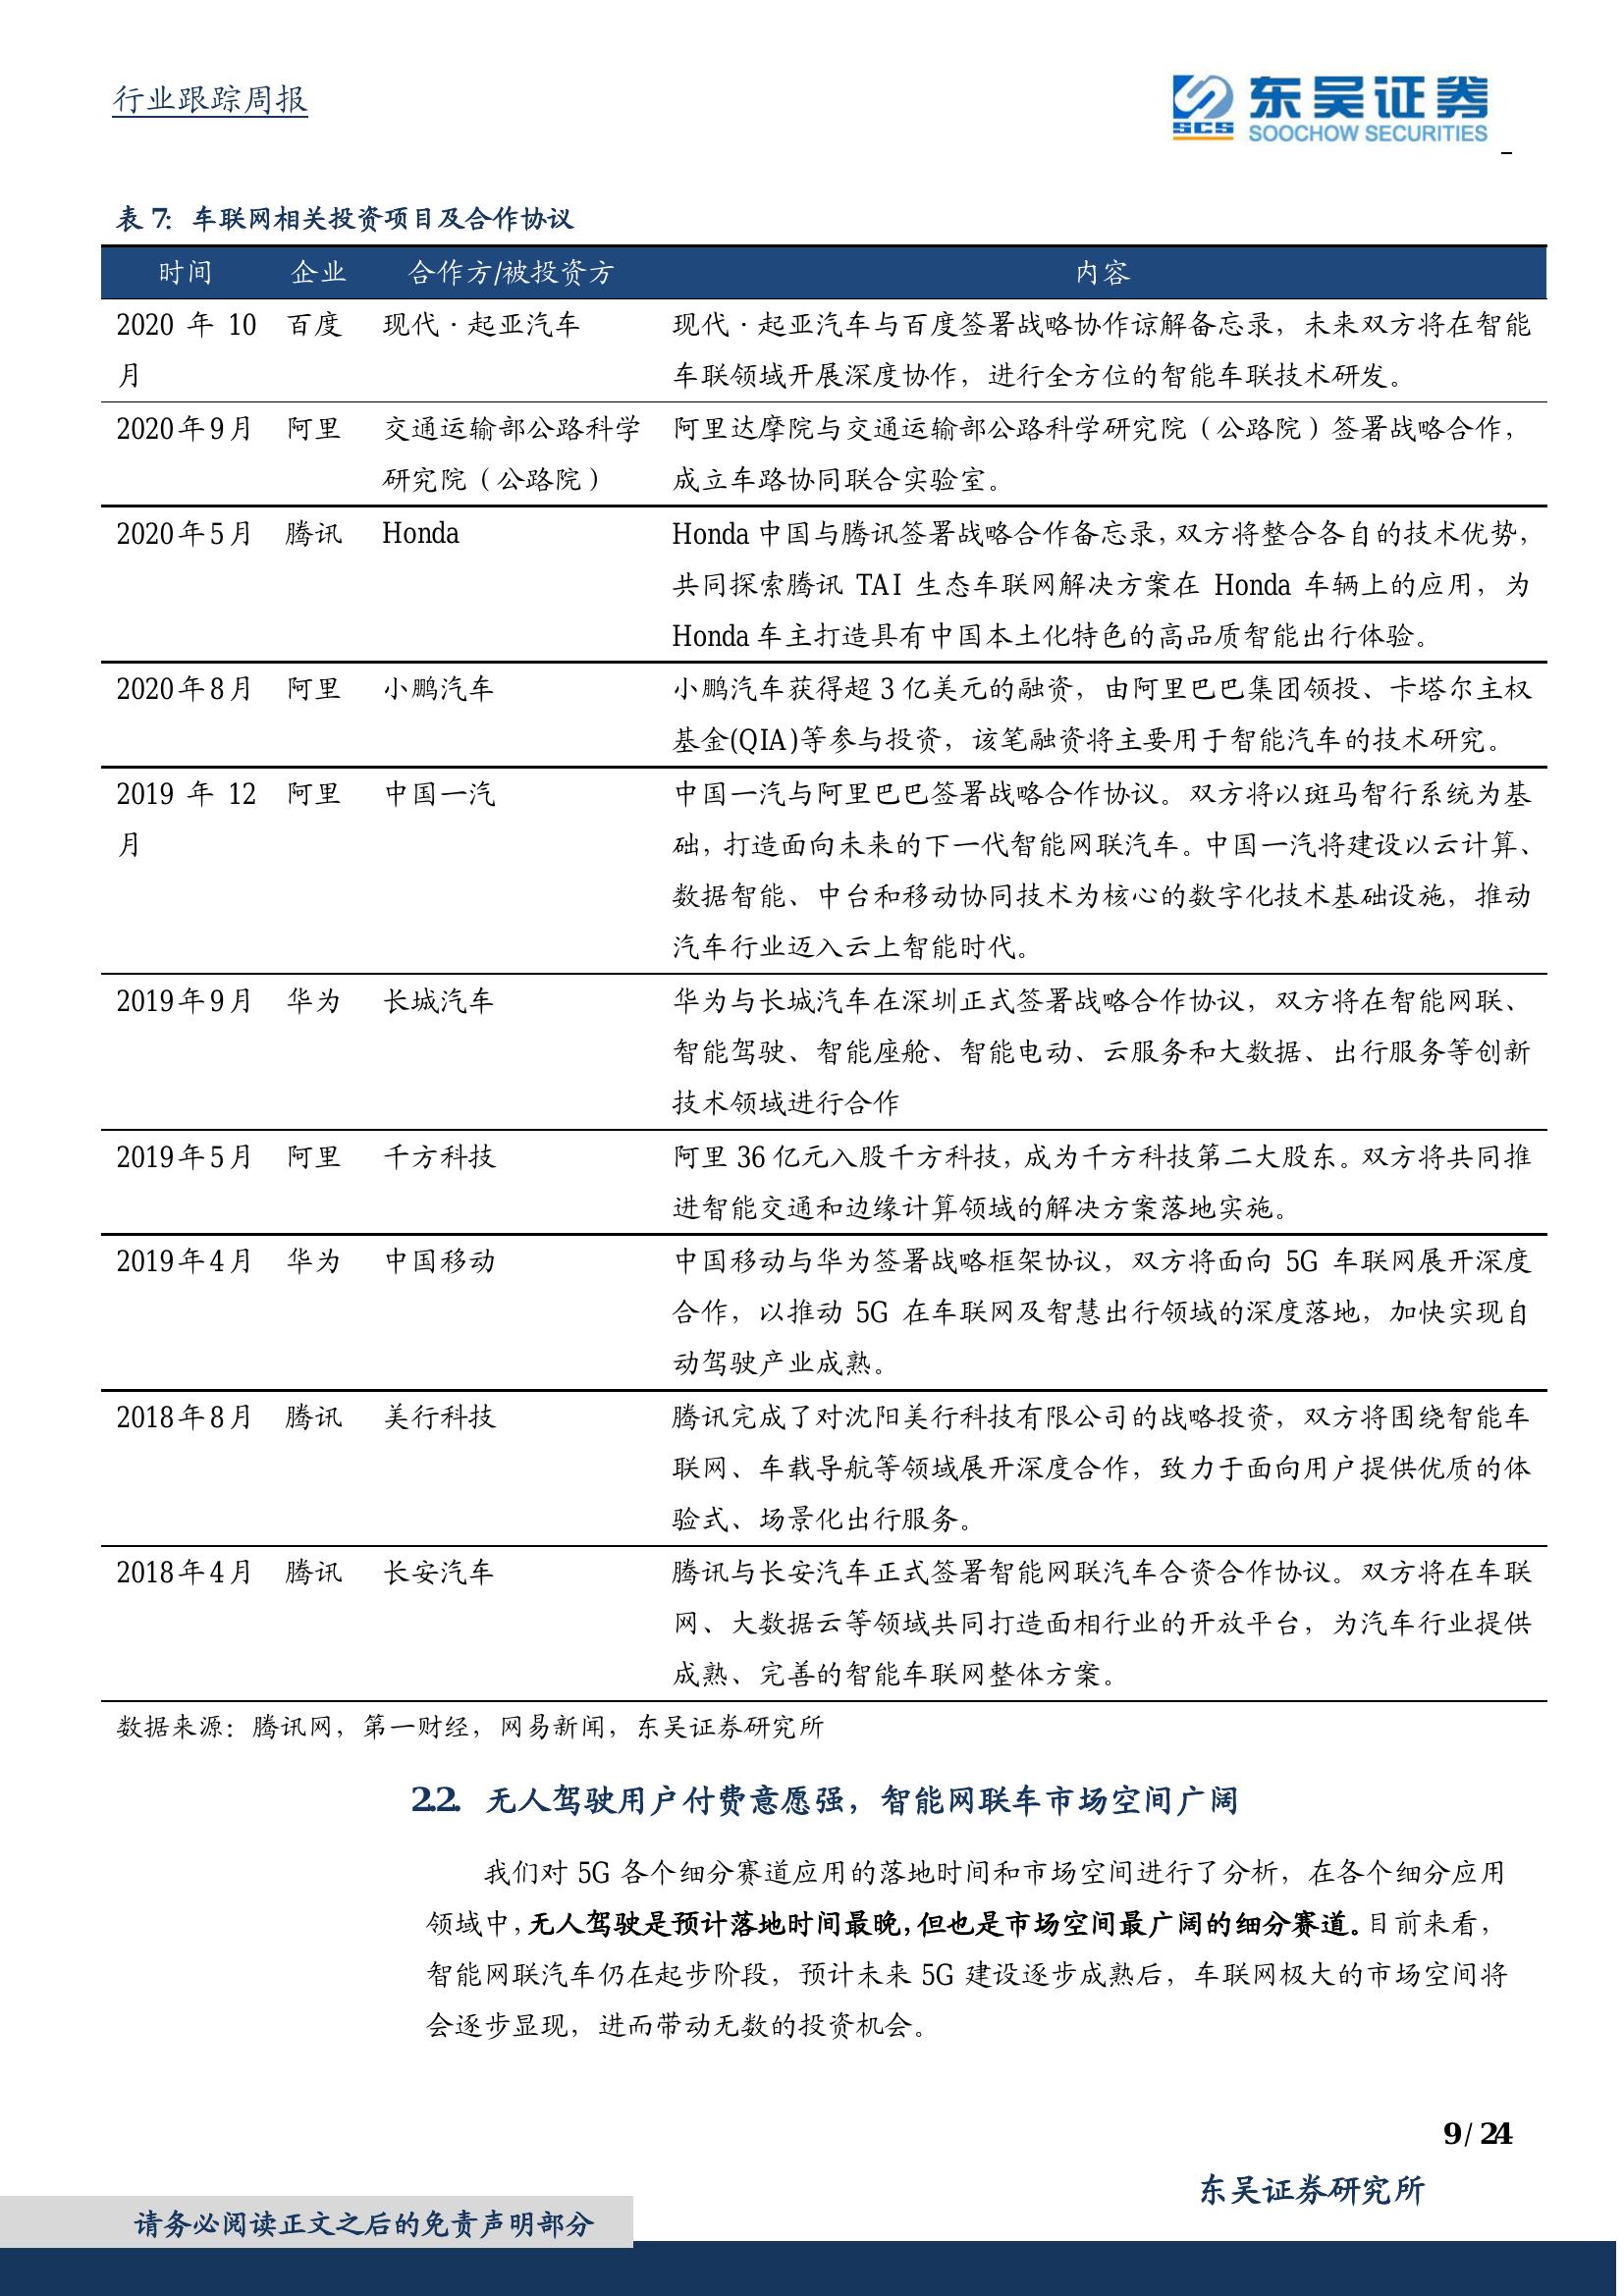 行业跟踪周报
SCS 东吴证券
SOOCHOW SECURITIES
表 7: 车联网相关投资项目及合作协议
时间 企业 合作方/被投资方 内容
2020 年 10 百度 现代·起亚汽车 现代·起亚汽车与百度签署战略协作谅解备忘录，未来双方将在智能
月 车联领域开展深度协作，进行全方位的智能车联技术研发。
2020年9月 阿里 交通运输部公路科学 阿里达摩院与交通运输部公路科学研究院（公路院）签署战略合作，
研究院（公路院） 成立车路协同联合实验室。
2020年5月 腾讯 Honda Honda 中国与腾讯签署战略合作备忘录，双方将整合各自的技术优势，
共同探索腾讯 TAI 生态车联网解决方案在 Honda 车辆上的应用，为
Honda 车主打造具有中国本土化特色的高品质智能出行体验。
2020年8月 阿里 小鹏汽车 小鹏汽车获得超 3 亿美元的融资，由阿里巴巴集团领投、卡塔尔主权
基金(QIA)等参与投资，该笔融资将主要用于智能汽车的技术研究。
2019 年 12 阿里 中国一汽 中国一汽与阿里巴巴签署战略合作协议。双方将以斑马智行系统为基
月 础，打造面向未来的下一代智能网联汽车。中国一汽将建设以云计算、
数据智能、中台和移动协同技术为核心的数字化技术基础设施，推动
汽车行业迈入云上智能时代。
2019年9月 华为 长城汽车 华为与长城汽车在深圳正式签署战略合作协议，双方将在智能网联、
智能驾驶、智能座舱、智能电动、云服务和大数据、出行服务等创新
技术领域进行合作
2019年5月 阿里 千方科技 阿里 36 亿元入股千方科技，成为千方科技第二大股东。双方将共同推
进智能交通和边缘计算领域的解决方案落地实施。
2019年4月 华为 中国移动 中国移动与华为签署战略框架协议，双方将面向 5G 车联网展开深度
合作，以推动 5G 在车联网及智慧出行领域的深度落地，加快实现自
动驾驶产业成熟。
2018年8月 腾讯 美行科技 腾讯完成了对沈阳美行科技有限公司的战略投资，双方将围绕智能车
联网、车载导航等领域展开深度合作，致力于面向用户提供优质的体
验式、场景化出行服务。
2018年4月 腾讯 长安汽车 腾讯与长安汽车正式签署智能网联汽车合资合作协议。双方将在车联
网、大数据云等领域共同打造面相行业的开放平台，为汽车行业提供
成熟、完善的智能车联网整体方案。
数据来源：腾讯网，第一财经，网易新闻，东吴证券研究所
2.2. 无人驾驶用户付费意愿强，智能网联车市场空间广阔
我们对 5G 各个细分赛道应用的落地时间和市场空间进行了分析，在各个细分应用
领域中，无人驾驶是预计落地时间最晚，但也是市场空间最广阔的细分赛道。目前来看，
智能网联汽车仍在起步阶段，预计未来 5G 建设逐步成熟后，车联网极大的市场空间将
会逐步显现，进而带动无数的投资机会。
9 / 24
东吴证券研究所
请务必阅读正文之后的免责声明部分